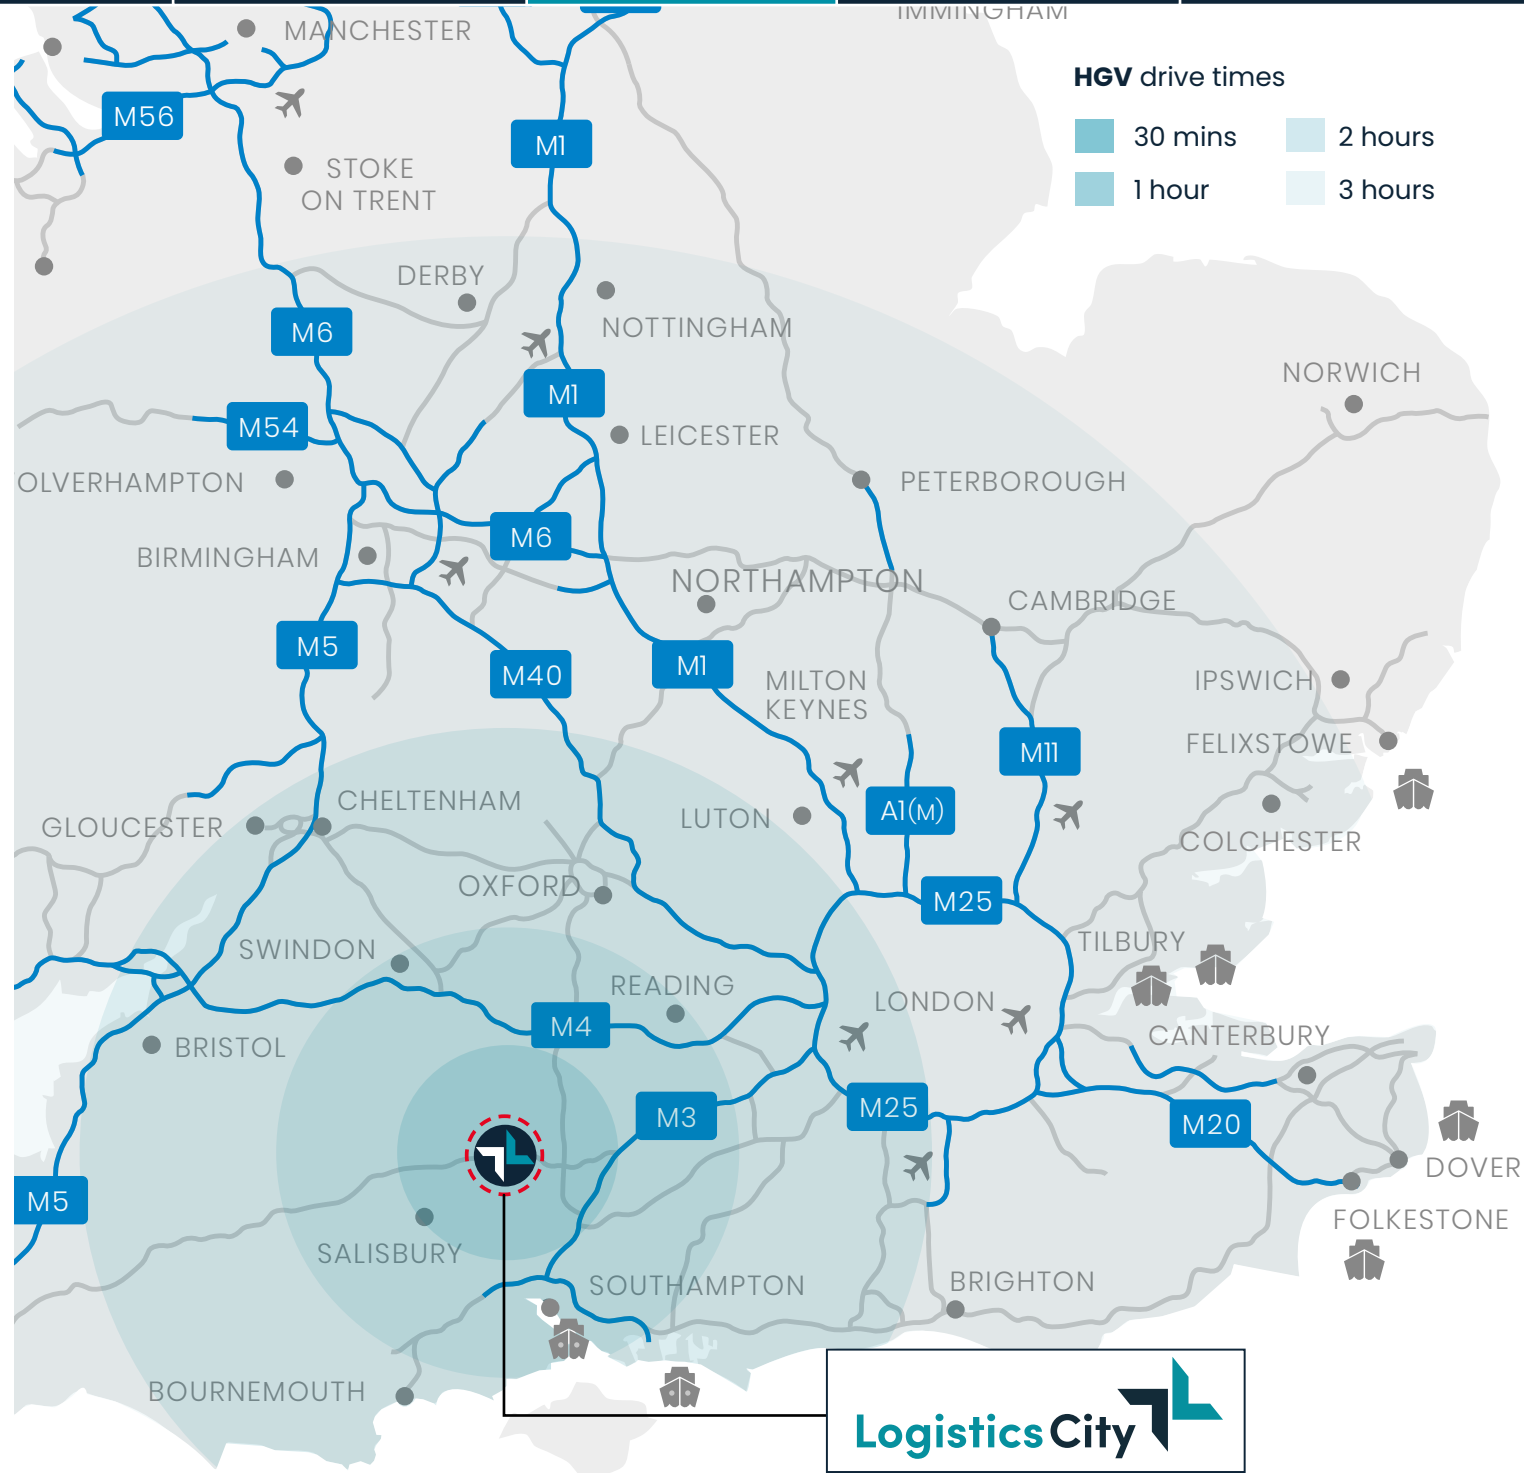 IMMINGHAM
MANCHESTER
HGV drive times
30 mins
2 hours
1 hour
3 hours
M56
M1
STOKE
ON TRENT
DERBY
NOTTINGHAM
M6
NORWICH
M1
M54
LEICESTER
OLVERHAMPTON
PETERBOROUGH
M6
BIRMINGHAM
NORTHAMPTON
CAMBRIDGE
M5
M40
M1
MILTON
KEYNES
IPSWICH
M11
FELIXSTOWE
CHELTENHAM
GLOUCESTER
LUTON
A1(M)
COLCHESTER
OXFORD
M25
SWINDON
TILBURY
READING
LONDON
M4
CANTERBURY
BRISTOL
M3
M25
M20
DOVER
M5
FOLKESTONE
SALISBURY
SOUTHAMPTON
BRIGHTON
BOURNEMOUTH
Logistics City